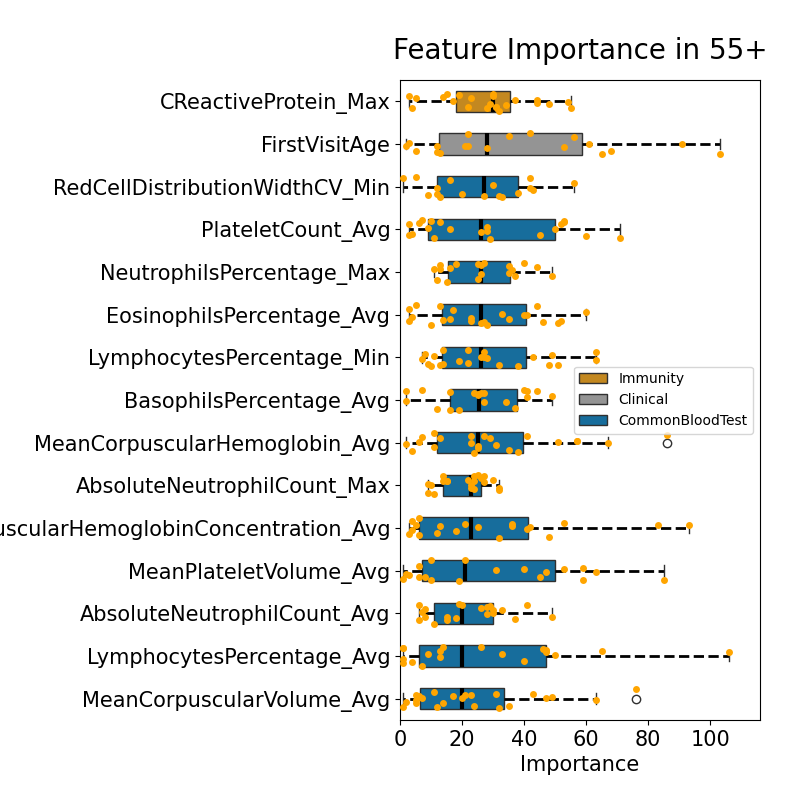 Feature Importance in 55+
CReactiveProtein_Max
FirstVisitAge
RedCellDistributionWidthCV_Min
PlateletCount_Avg
NeutrophilsPercentage_Max
EosinophilsPercentage_Avg
LymphocytesPercentage_Min
Immunity
Clinical
BasophilsPercentage_Avg
CommonBloodTest
MeanCorpuscularHemoglobin_Avg
AbsoluteNeutrophilCount_Max
uscularHemoglobinConcentration_Avg
MeanPlateletVolume_Avg
AbsoluteNeutrophilCount_Avg
LymphocytesPercentage_Avg
MeanCorpuscularVolume_Avg
0 20 40 60 80 100
Importance